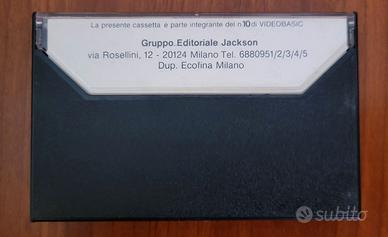 La presente cassetta è parte integrante del n10 di VIDEOBASIC
Gruppo Editoriale Jackson
via Rosellini, 12 - 20124 Milano Tel. 6880951/2/3/4/5
Dup. Ecofina Milano
subito